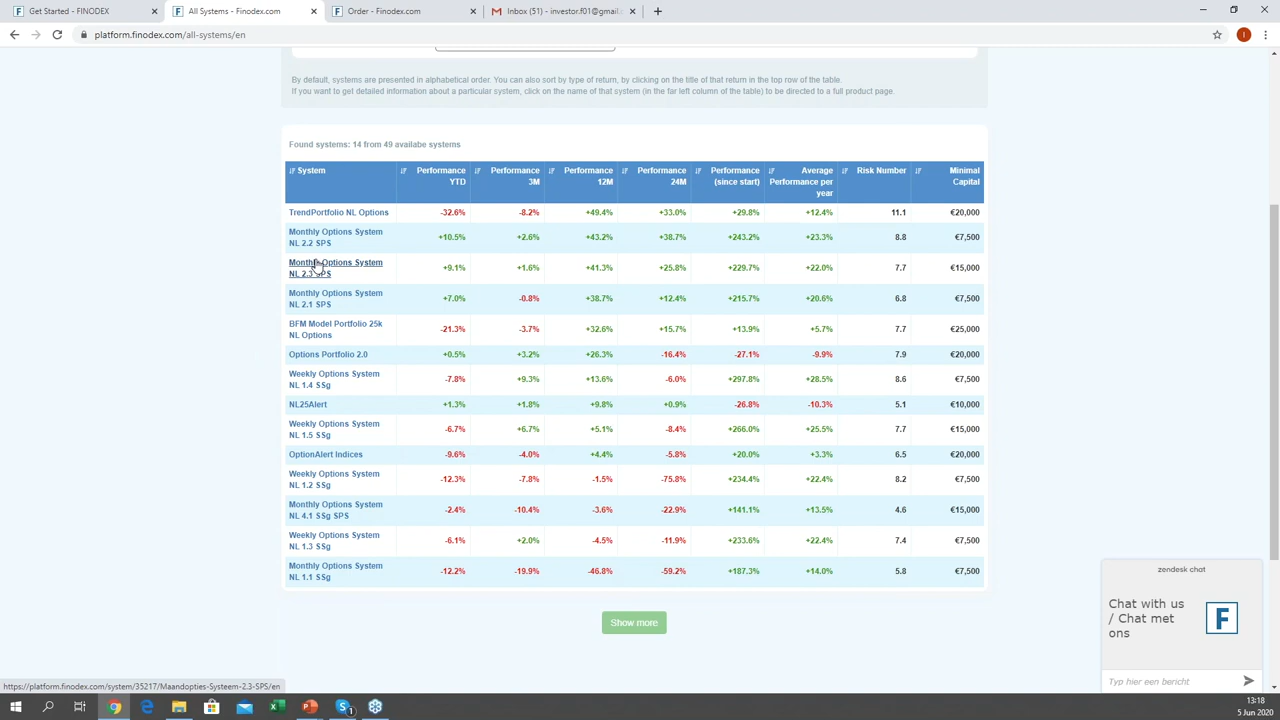 Get Started - FINODEX
All Systems - Finodex.com
Order - Finodex.com
Inbox (51) - investor.f01@gmail.c
platform.finodex.com/all-systems/en
I
By default, systems are presented in alphabetical order. You can also sort by type of return, by clicking on the title of that return in the top row of the table.
If you want to get detailed information about a particular system, click on the name of that system (in the far left column of the table) to be directed to a full product page.
Found systems: 14 from 49 availabe systems
System Performance YTD Performance 3M Performance 12M Performance 24M Performance (since start) Average Performance per year Risk Number Minimal Capital
TrendPortfolio NL Options -32.6% -8.2% +49.4% +33.0% +29.8% +12.4% 11.1 €20,000
Monthly Options System NL 2.2 SPS +10.5% +2.6% +43.2% +38.7% +243.2% +23.3% 8.8 €7,500
Monthly Options System NL 2.3 SPS +9.1% +1.6% +41.3% +25.8% +229.7% +22.0% 7.7 €15,000
Monthly Options System NL 2.1 SPS +7.0% -0.8% +38.7% +12.4% +215.7% +20.6% 6.8 €7,500
BFM Model Portfolio 25k NL Options -21.3% -3.7% +32.6% +15.7% +13.9% +5.7% 7.7 €25,000
Options Portfolio 2.0 +0.5% +3.2% +26.3% -16.4% -27.1% -9.9% 7.9 €20,000
Weekly Options System NL 1.4 SSg -7.8% +9.3% +13.6% -6.0% +297.8% +28.5% 8.6 €7,500
NL25Alert +1.3% +1.8% +9.8% +0.9% -26.8% -10.3% 5.1 €10,000
Weekly Options System NL 1.5 SSg -6.7% +6.7% +5.1% -8.4% +266.0% +25.5% 7.7 €15,000
OptionAlert Indices -9.6% -4.0% +4.4% -5.8% +20.0% +3.3% 6.5 €20,000
Weekly Options System NL 1.2 SSg -12.3% -7.8% -1.5% -75.8% +234.4% +22.4% 8.2 €7,500
Monthly Options System NL 4.1 SSg SPS -2.4% -10.4% -3.6% -22.9% +141.1% +13.5% 4.6 €15,000
Weekly Options System NL 1.3 SSg -6.1% +2.0% -4.5% -11.9% +233.6% +22.4% 7.4 €7,500
Monthly Options System NL 1.1 SSg -12.2% -19.9% -46.8% -59.2% +187.3% +14.0% 5.8 €7,500
Show more
zendesk chat
Chat with us
/ Chat met
ons
F
Typ hier een bericht
https://platform.finodex.com/system/35217/Maandopties-Systeem-2.3-SPS/en
13:18
5 Jun 2020